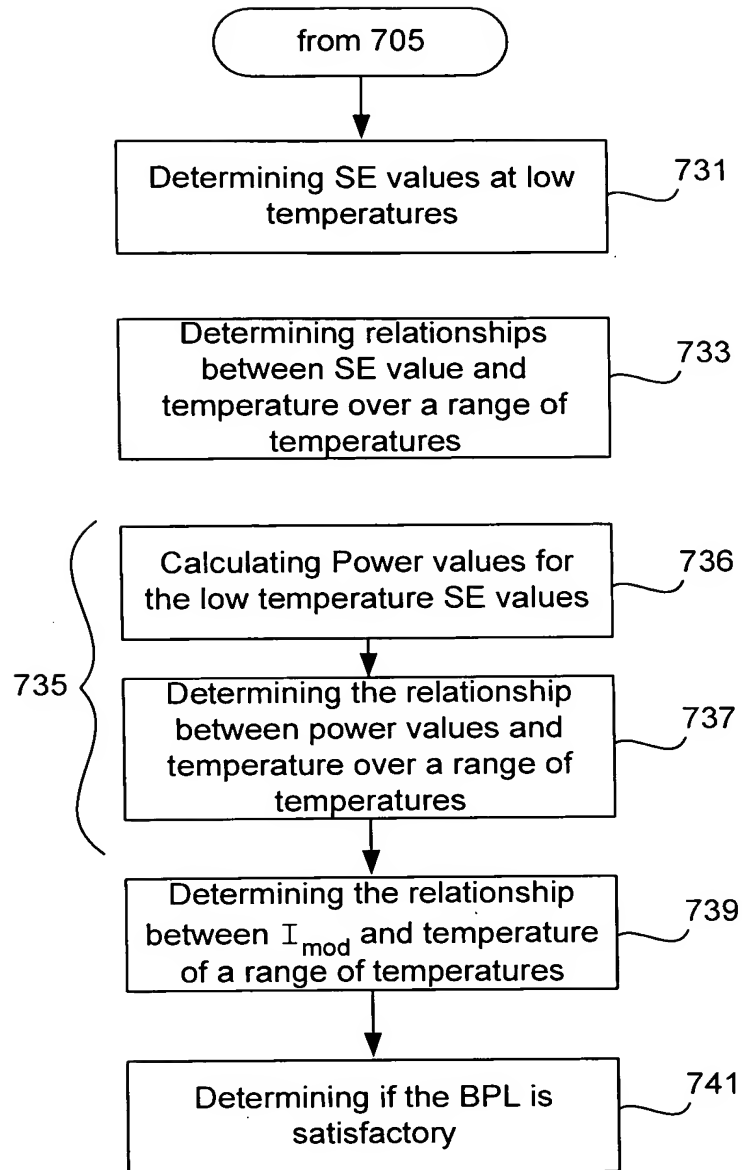 from 705
Determining SE values at low
temperatures
731
Determining relationships
between SE value and
temperature over a range of
temperatures
733
Calculating Power values for
the low temperature SE values
736
735
Determining the relationship
between power values and
temperature over a range of
temperatures
737
Determining the relationship
between I_mod and temperature
of a range of temperatures
739
Determining if the BPL is
satisfactory
741